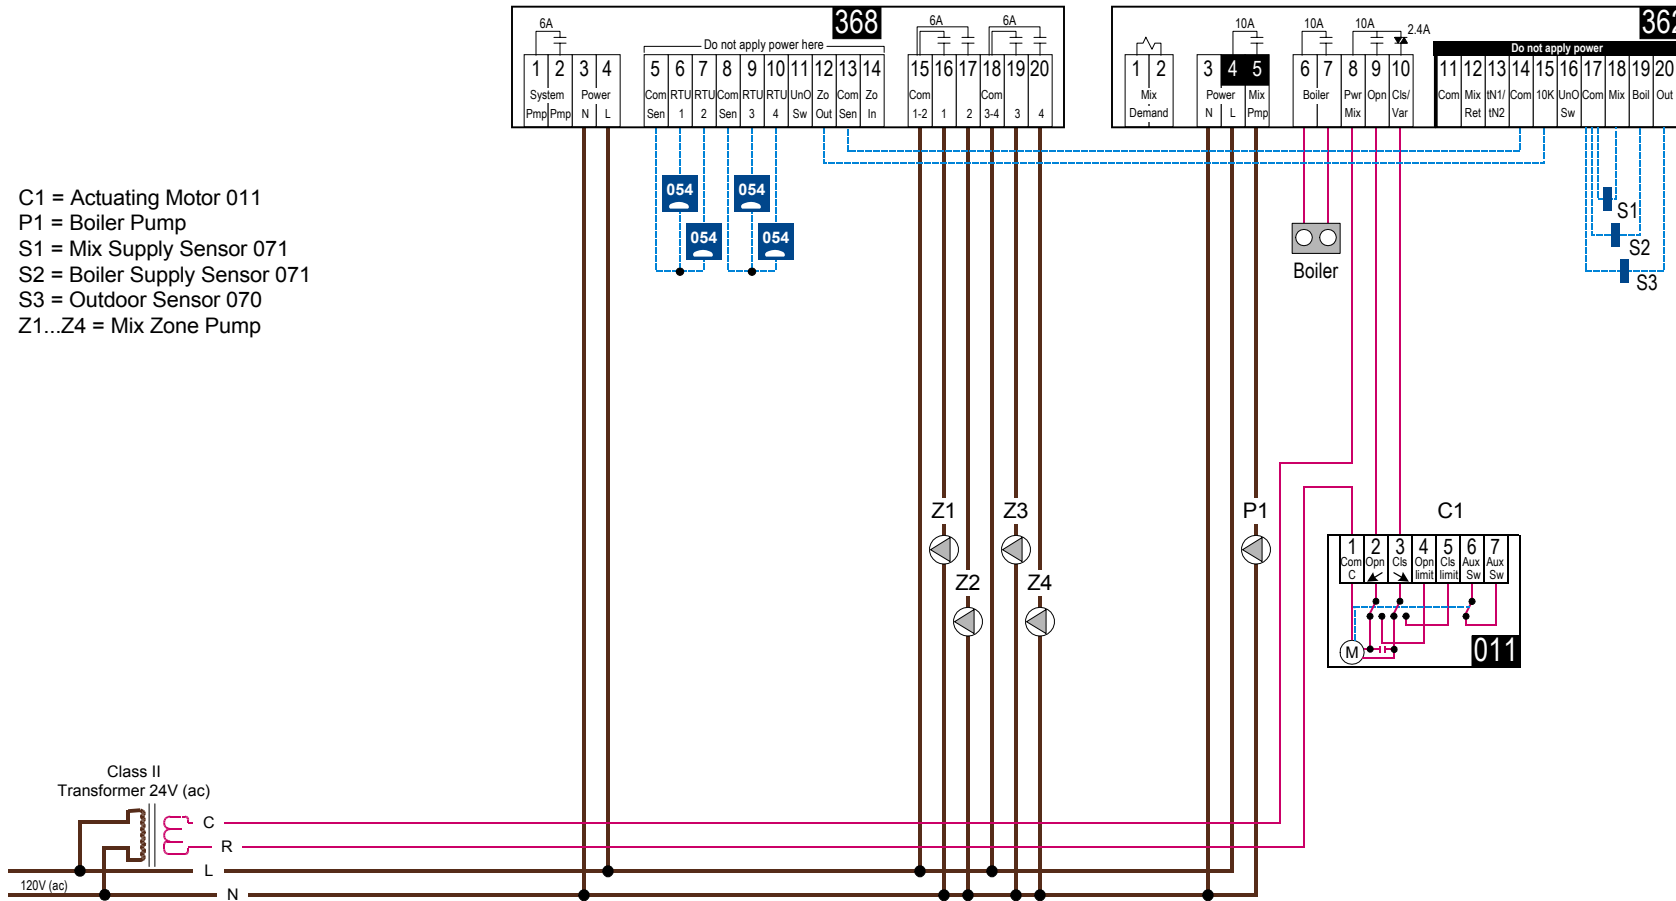 368
362
6A
6A
6A
10A
10A
10A
2.4A
Do not apply power here
Do not apply power
1 2 3 4 5 6 7 8 9 10 11 12 13 14 15 16 17 18 19 20
System Power Com RTU RTU Com RTU RTU UnO Zo Com Zo Com Com
Pmp Pmp N L Sen 1 2 Sen 3 4 Sw Out Sen In 1-2 1 2 3-4 3 4
1 2 3 4 5 6 7 8 9 10 11 12 13 14 15 16 17 18 19 20
Mix Power Mix Boiler Pwr Opn Cls/ Com Mix tN1/ Com 10K UnO Com Mix Boil Out
Demand N L Pmp Mix Var Ret tN2 Sw
054
054
054
054
C1 = Actuating Motor 011
P1 = Boiler Pump
S1 = Mix Supply Sensor 071
S2 = Boiler Supply Sensor 071
S3 = Outdoor Sensor 070
Z1...Z4 = Mix Zone Pump
S1
S2
S3
Boiler
Z1
Z3
P1
C1
Z2
Z4
1 2 3 4 5 6 7
Com Opn Cls Opn Cls Aux Aux
C limit limit Sw Sw
M
011
Class II
Transformer 24V (ac)
C
R
L
120V (ac)
N